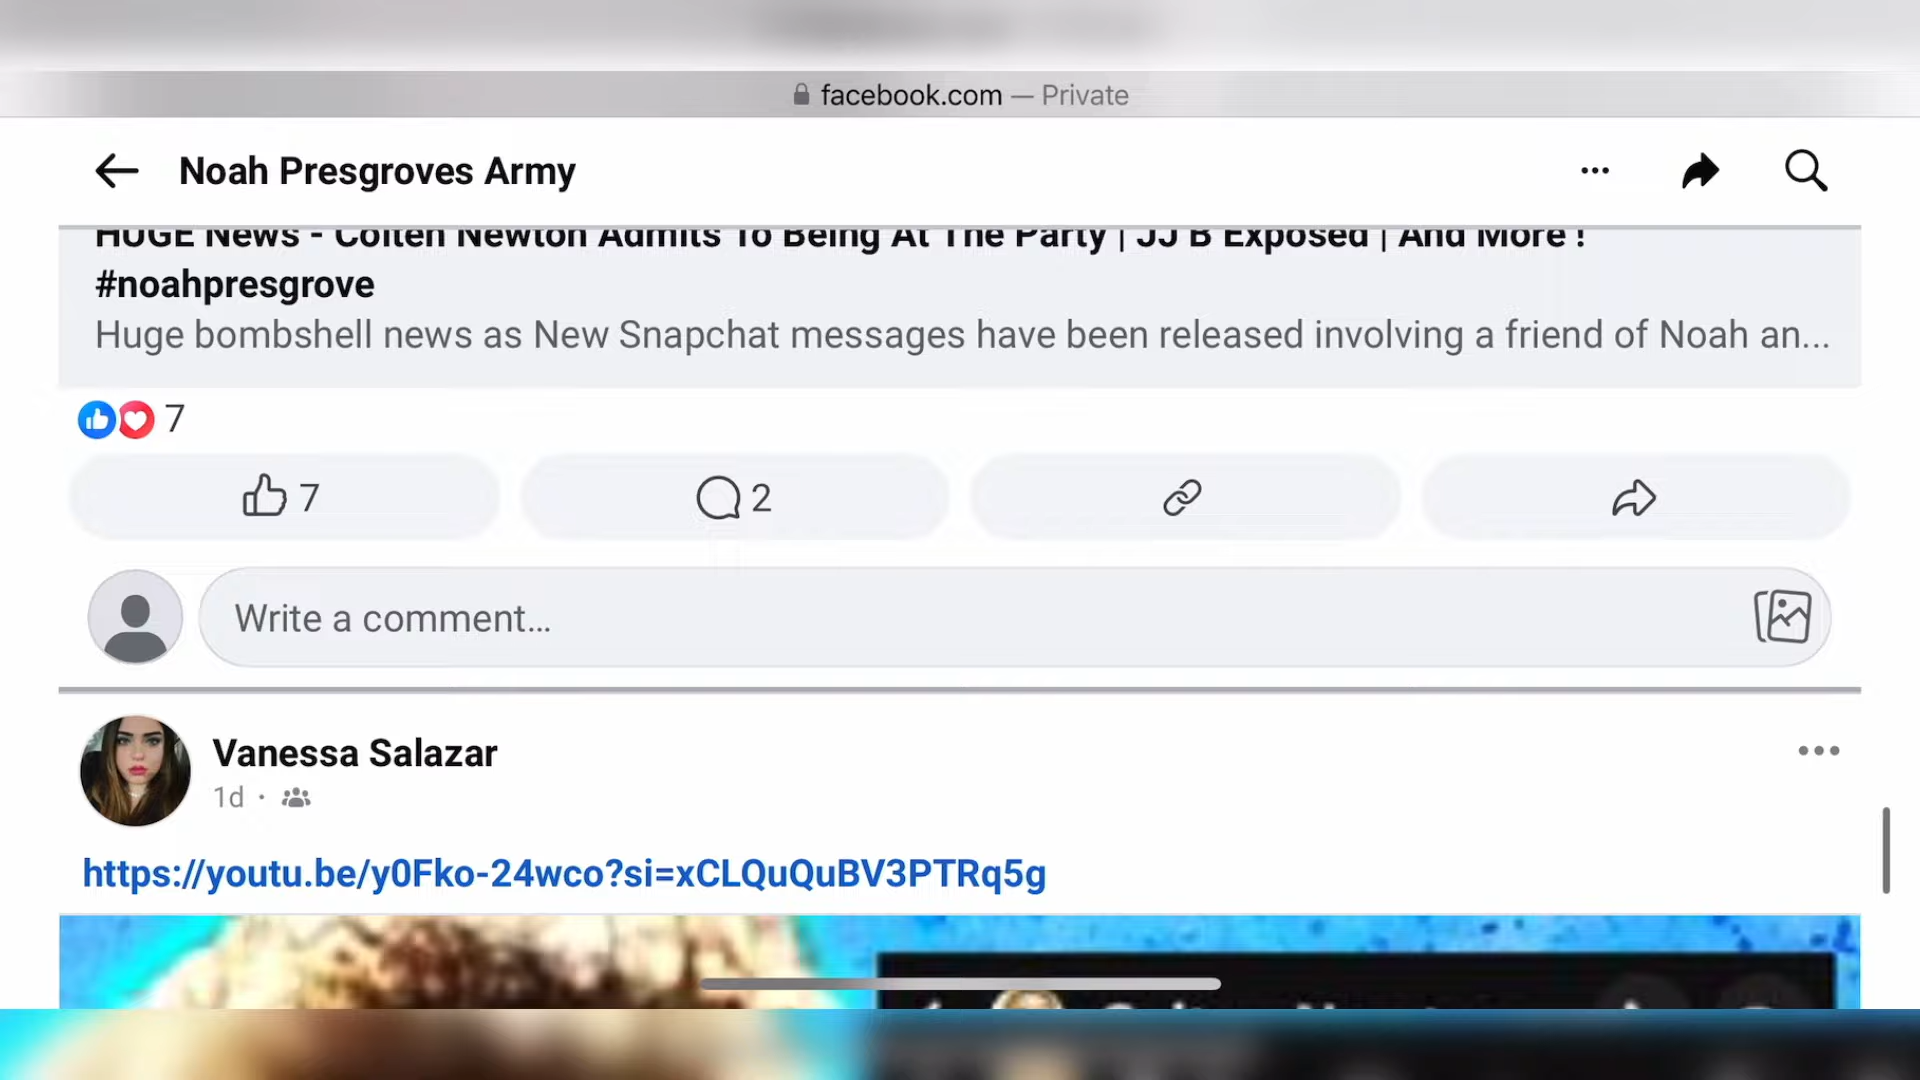 facebook.com — Private
Noah Presgroves Army
HUGE News - Colten Newton Admits To Being At The Party | JJ B Exposed | And More !
#noahpresgrove
Huge bombshell news as New Snapchat messages have been released involving a friend of Noah an...
7
7
2
Write a comment...
Vanessa Salazar
1d ·
https://youtu.be/y0Fko-24wco?si=xCLQuQuBV3PTRq5g